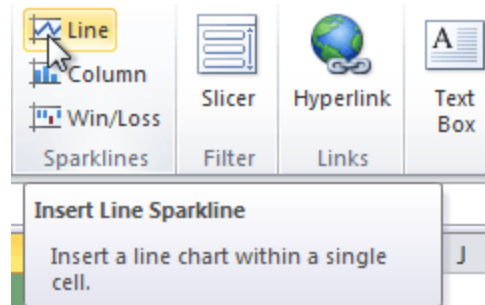 Line
Column
Win/Loss
Sparklines
Slicer
Filter
Hyperlink
Links
A
Text
Box
Insert Line Sparkline
Insert a line chart within a single
cell.
J